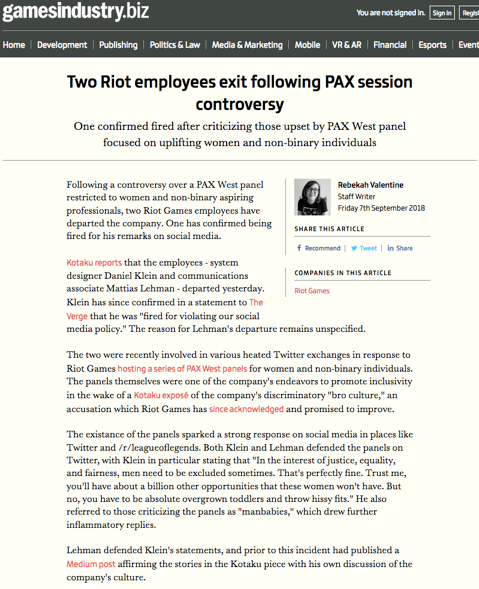 gamesindustry.biz
You are not signed in. Sign in
Home Development Publishing Politics & Law Media & Marketing Mobile VR & AR Financial Esports
Two Riot employees exit following PAX session
controversy
One confirmed fired after criticizing those upset by PAX West panel
focused on uplifting women and non-binary individuals
Rebekah Valentine
Staff Writer
Friday 7th September 2018
SHARE THIS ARTICLE
Recommend Tweet Share
COMPANIES IN THIS ARTICLE
Riot Games
Following a controversy over a PAX West panel
restricted to women and non-binary aspiring
professionals, two Riot Games employees have
departed the company. One has confirmed being
fired for his remarks on social media.
Kotaku reports that the employees - system
designer Daniel Klein and communications
associate Mattias Lehman - departed yesterday.
Klein has since confirmed in a statement to The
Verge that he was "fired for violating our social
media policy." The reason for Lehman's departure remains unspecified.
The two were recently involved in various heated Twitter exchanges in response to
Riot Games hosting a series of PAX West panels for women and non-binary individuals.
The panels themselves were one of the company's endeavors to promote inclusivity
in the wake of a Kotaku exposé of the company's discriminatory "bro culture," an
accusation which Riot Games has since acknowledged and promised to improve.
The existance of the panels sparked a strong response on social media in places like
Twitter and /r/leagueoflegends. Both Klein and Lehman defended the panels on
Twitter, with Klein in particular stating that "In the interest of justice, equality,
and fairness, men need to be excluded sometimes. That's perfectly fine. Trust me,
you'll have about a billion other opportunities that these women won't have. But
no, you have to be absolute overgrown toddlers and throw hissy fits." He also
referred to those criticizing the panels as "manbabies," which drew further
inflammatory replies.
Lehman defended Klein's statements, and prior to this incident had published a
Medium post affirming the stories in the Kotaku piece with his own discussion of the
company's culture.